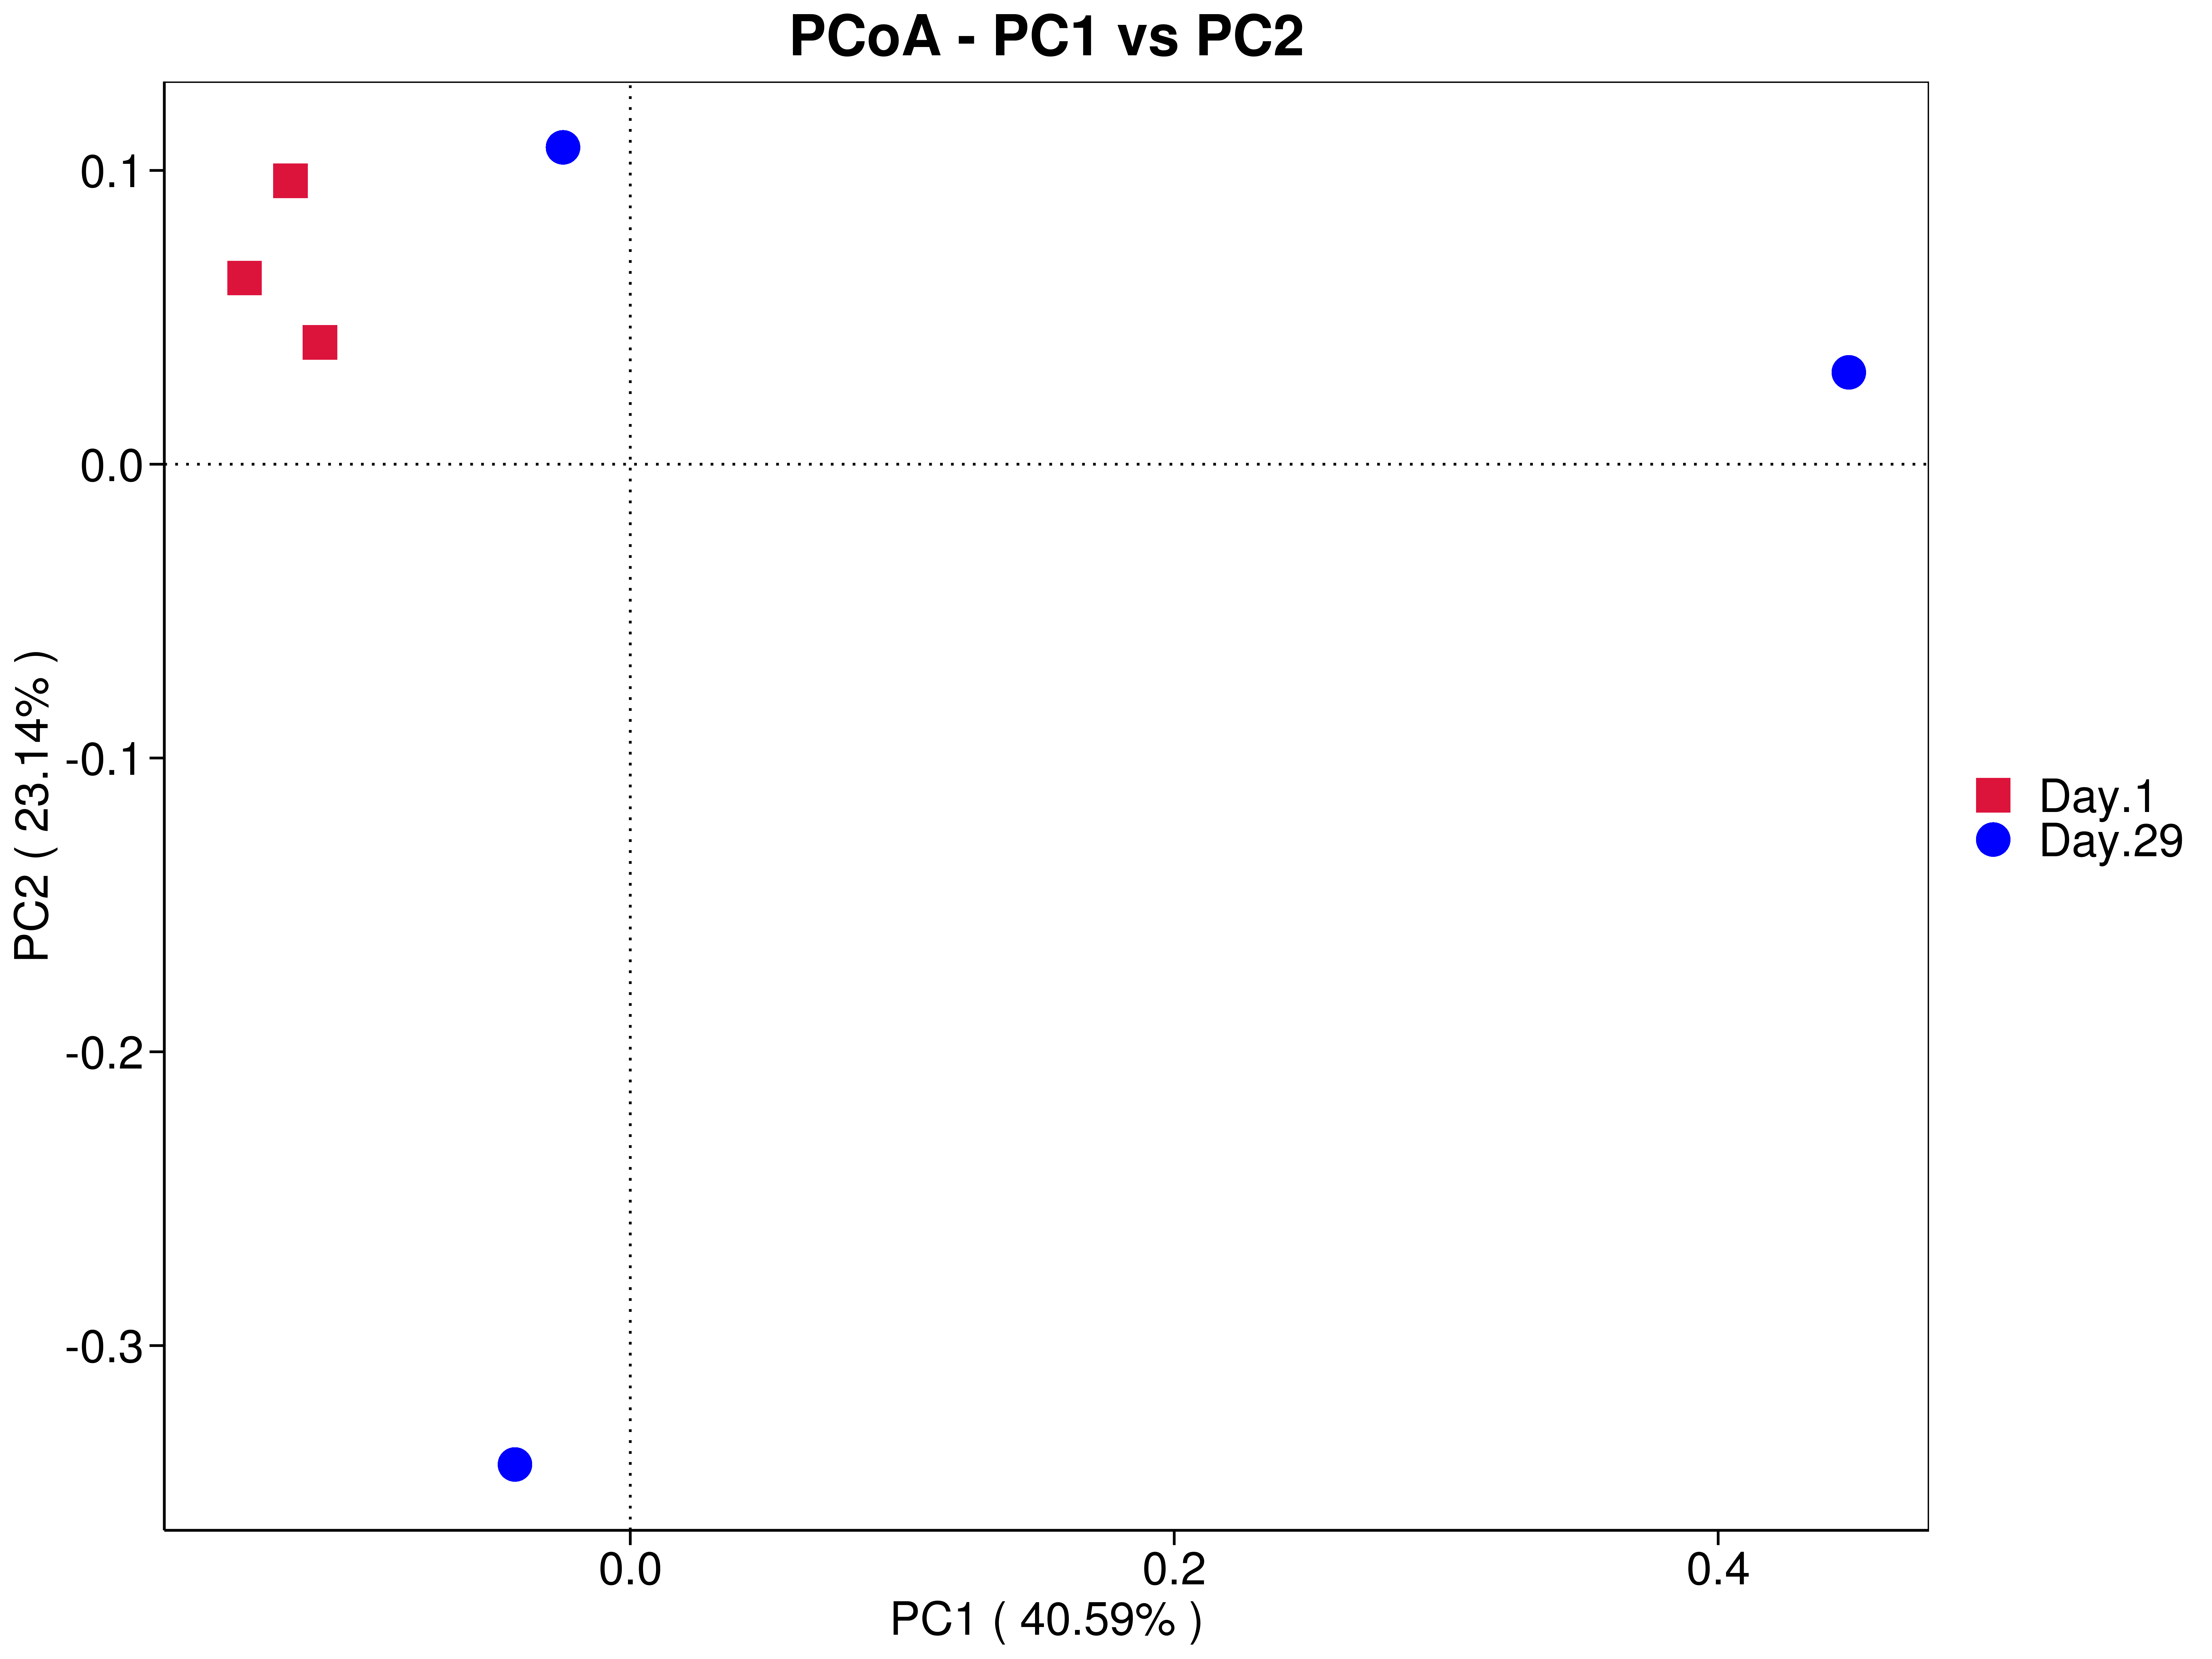 PCoA - PC1 vs PC2
0.1
0.0
-0.1
-0.2
-0.3
PC2 ( 23.14% )
0.0
0.2
0.4
PC1 ( 40.59% )
Day.1
Day.29